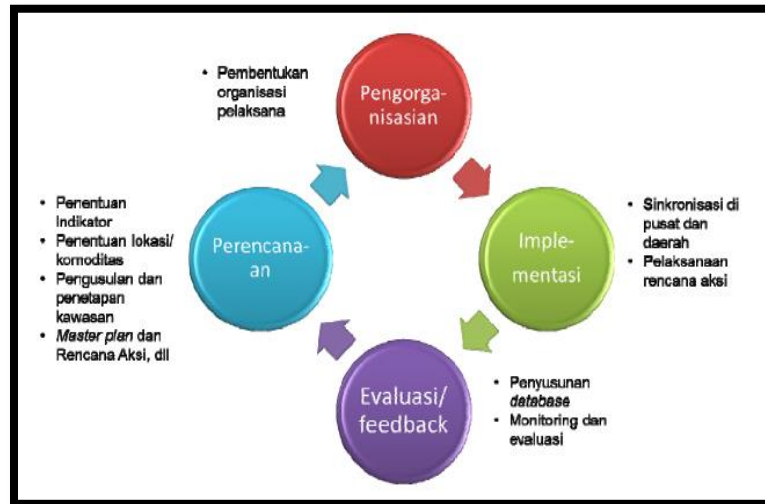 • Pembentukan
organisasi
pelaksana
Pengorga-
nisasian
• Penentuan
Indikator
• Penentuan lokasi/
komoditas
• Pengusulan dan
penetapan
kawasan
• Master plan dan
Rencana Aksi, dll
Perencana-
an
Imple-
mentasi
• Sinkronisasi di
pusat dan
daerah
• Pelaksanaan
rencana aksi
Evaluasi/
feedback
• Penyusunan
database
• Monitoring dan
evaluasi